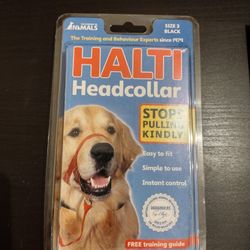 ANIMALS
SIZE 3
BLACK
The Training and Behaviour Experts since 1979
HALTI
Headcollar
STOPS
PULLING
KINDLY
Easy to fit
Simple to use
Instant control
FREE training guide